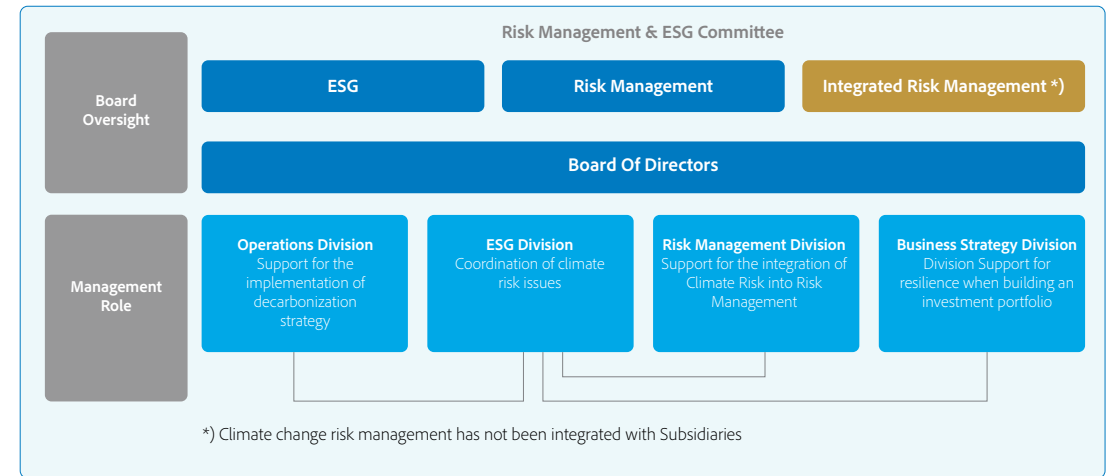 Risk Management & ESG Committee
Board
Oversight
ESG
Risk Management
Integrated Risk Management *)
Board Of Directors
Management
Role
Operations Division
Support for the
implementation of
decarbonization
strategy
ESG Division
Coordination of climate
risk issues
Risk Management Division
Support for the integration of
Climate Risk into Risk
Management
Business Strategy Division
Division Support for
resilience when building an
investment portfolio
*) Climate change risk management has not been integrated with Subsidiaries